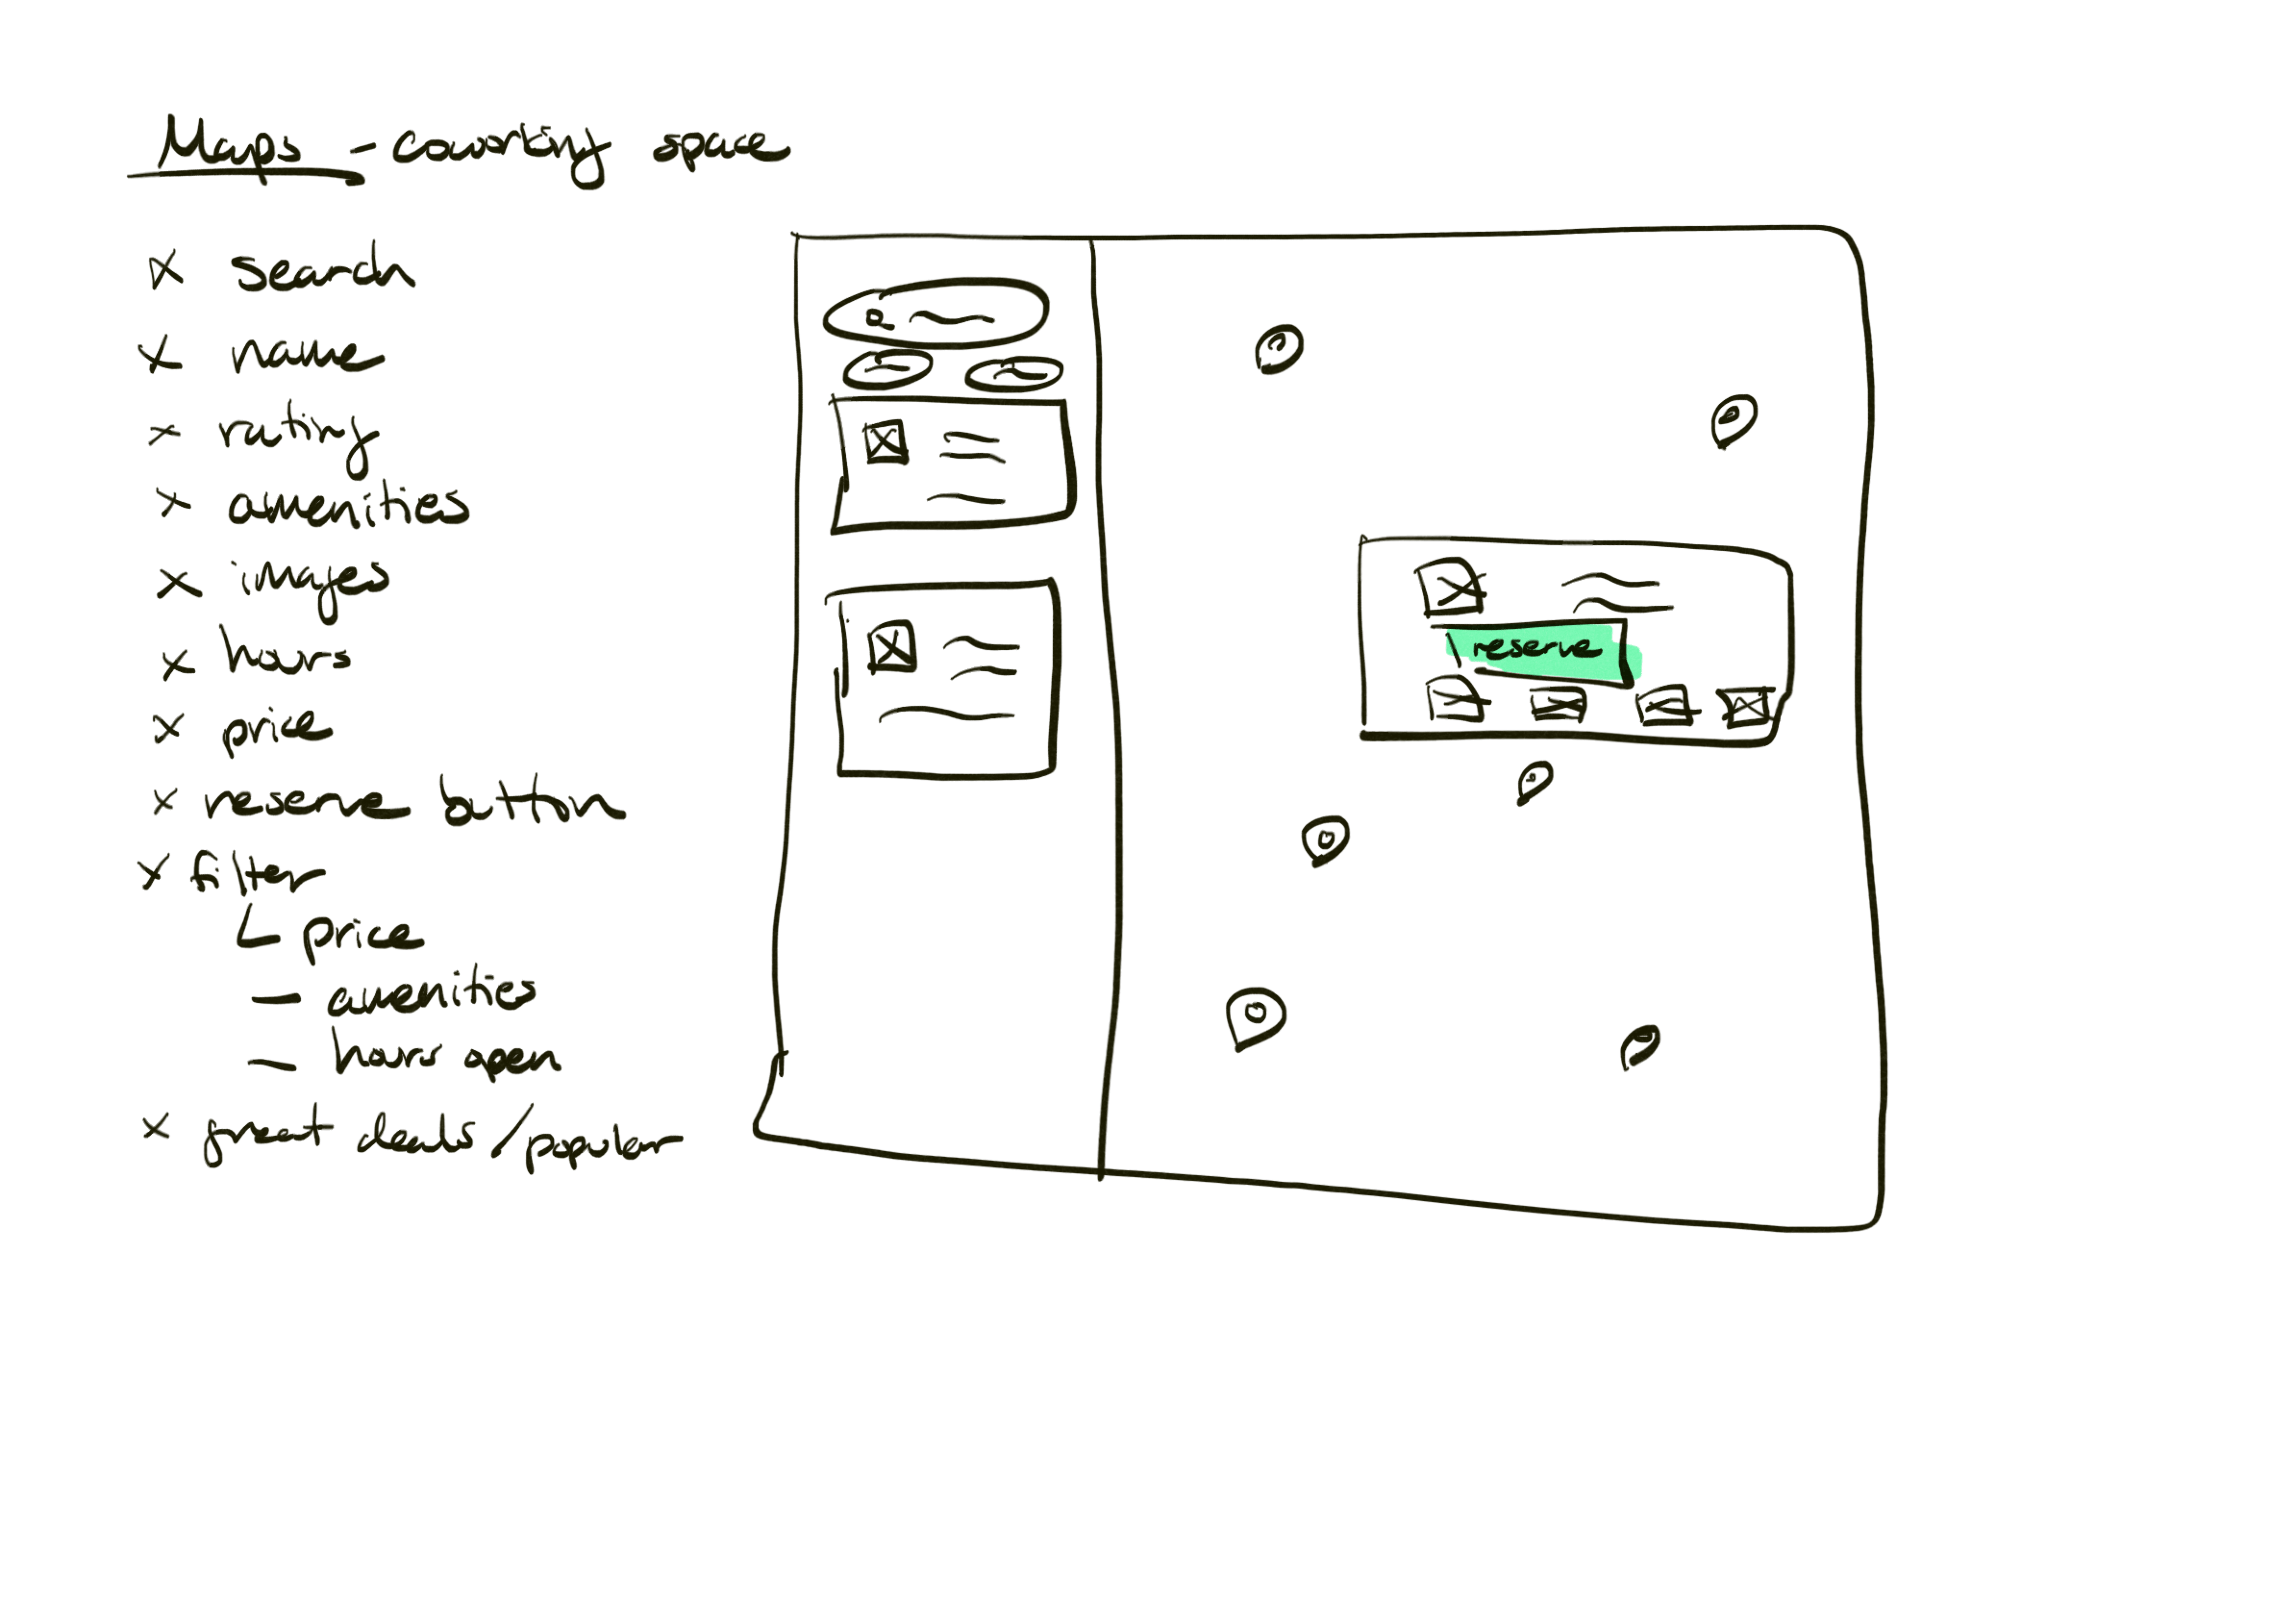 Maps - coworking space
x search
x name
x rating
x amenities
x images
x hours
x price
x reserve button
x filter
price
— amenities
— hours open
x great deals/popular
reserve